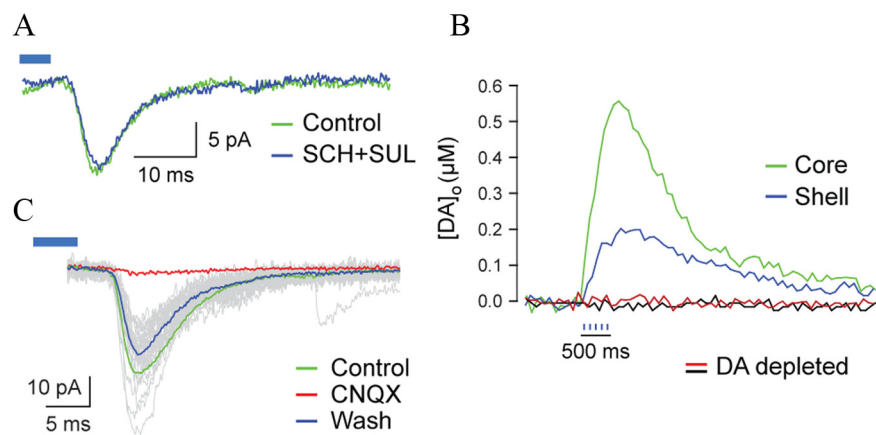 A
Control
SCH+SUL
5 pA
10 ms
B
0.6
0.5
0.4
0.3
0.2
0.1
0.0
[DA]o (µM)
Core
Shell
500 ms
DA depleted
C
Control
CNQX
Wash
10 pA
5 ms